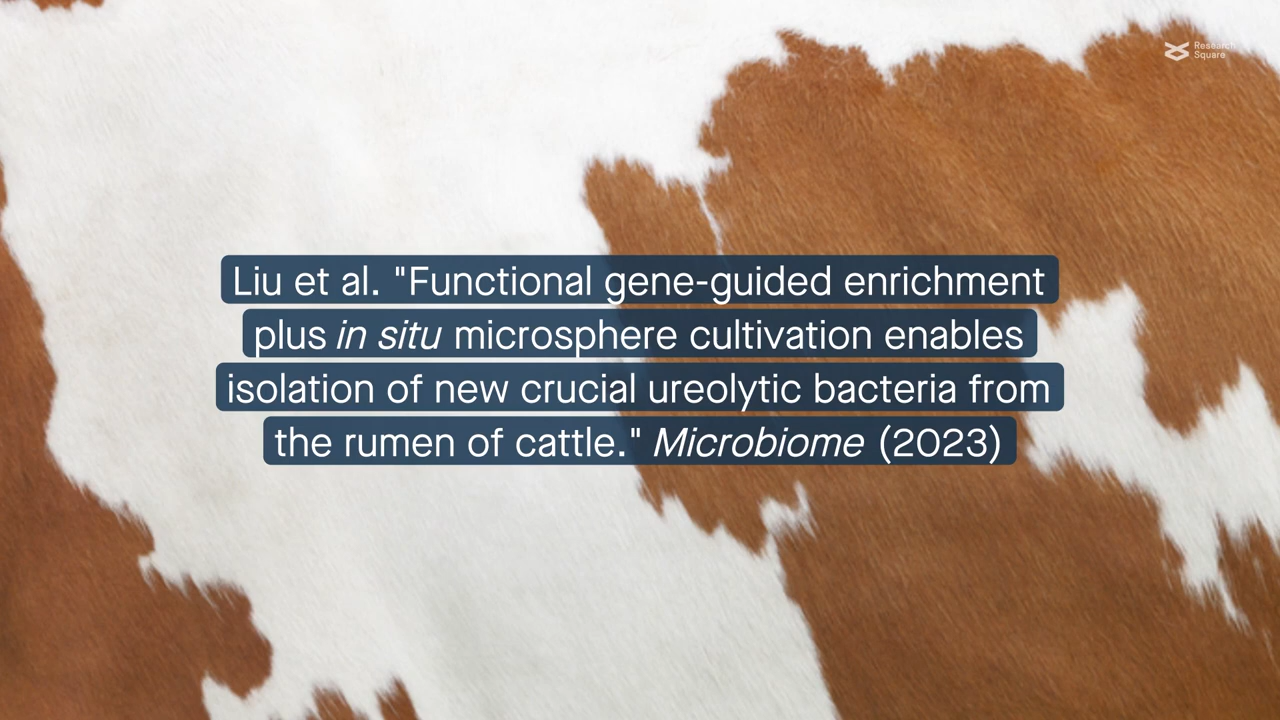 Research
Square
Liu et al. "Functional gene-guided enrichment
plus in situ microsphere cultivation enables
isolation of new crucial ureolytic bacteria from
the rumen of cattle." Microbiome (2023)